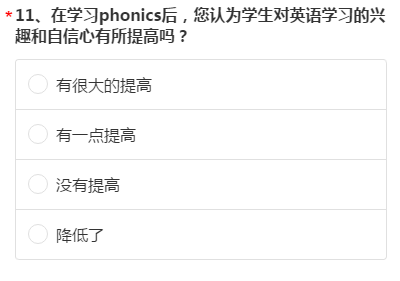 *11、在学习phonics后，您认为学生对英语学习的兴
趣和自信心有所提高吗？
有很大的提高
有一点提高
没有提高
降低了